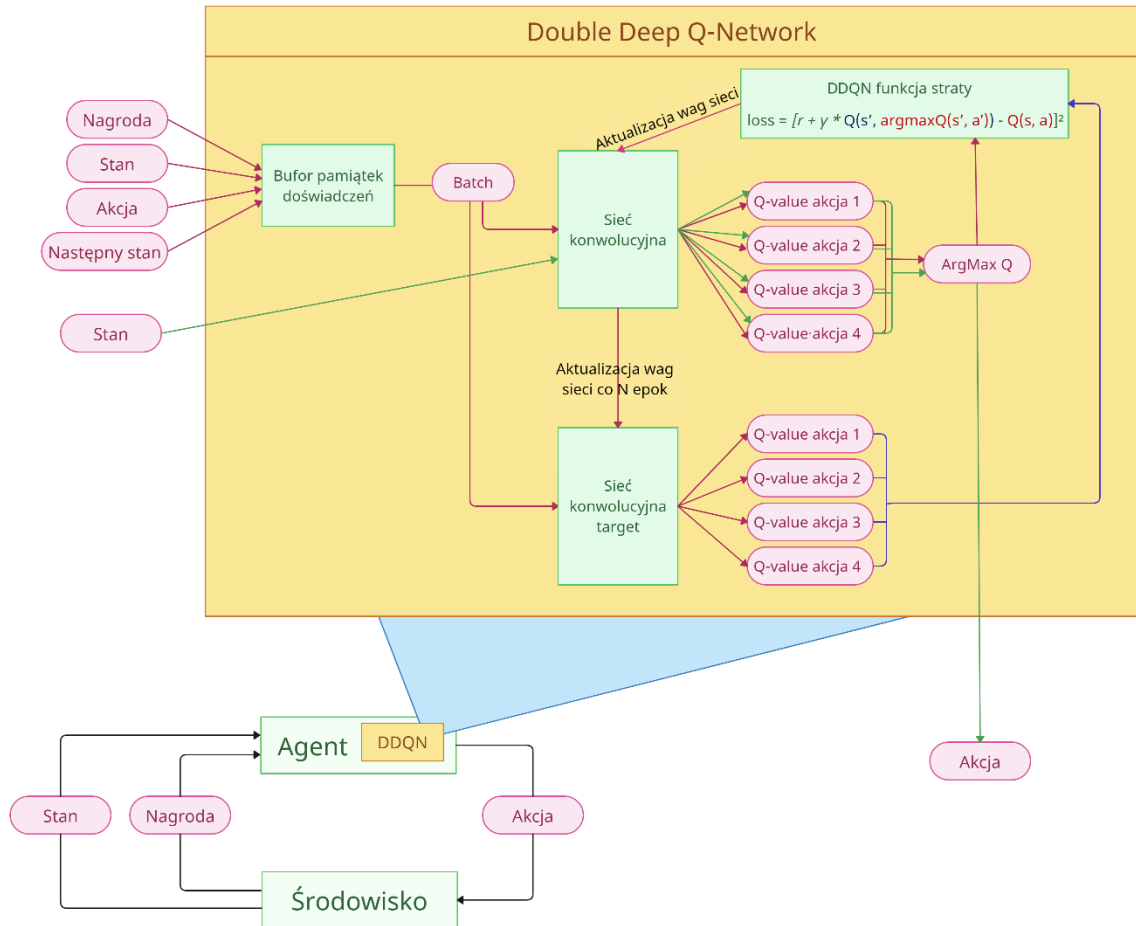 Double Deep Q-Network
DDQN funkcja straty
loss = [r + γ * Q(s’, argmaxQ(s’, a’)) - Q(s, a)]²
Aktualizacja wag sieci
Nagroda
Stan
Akcja
Następny stan
Bufor pamiątek
doświadczeń
Batch
Sieć
konwolucyjna
Q-value akcja 1
Q-value akcja 2
Q-value akcja 3
Q-value akcja 4
ArgMax Q
Stan
Aktualizacja wag
sieci co N epok
Sieć
konwolucyjna
target
Q-value akcja 1
Q-value akcja 2
Q-value akcja 3
Q-value akcja 4
Agent
DDQN
Akcja
Stan
Nagroda
Akcja
Środowisko